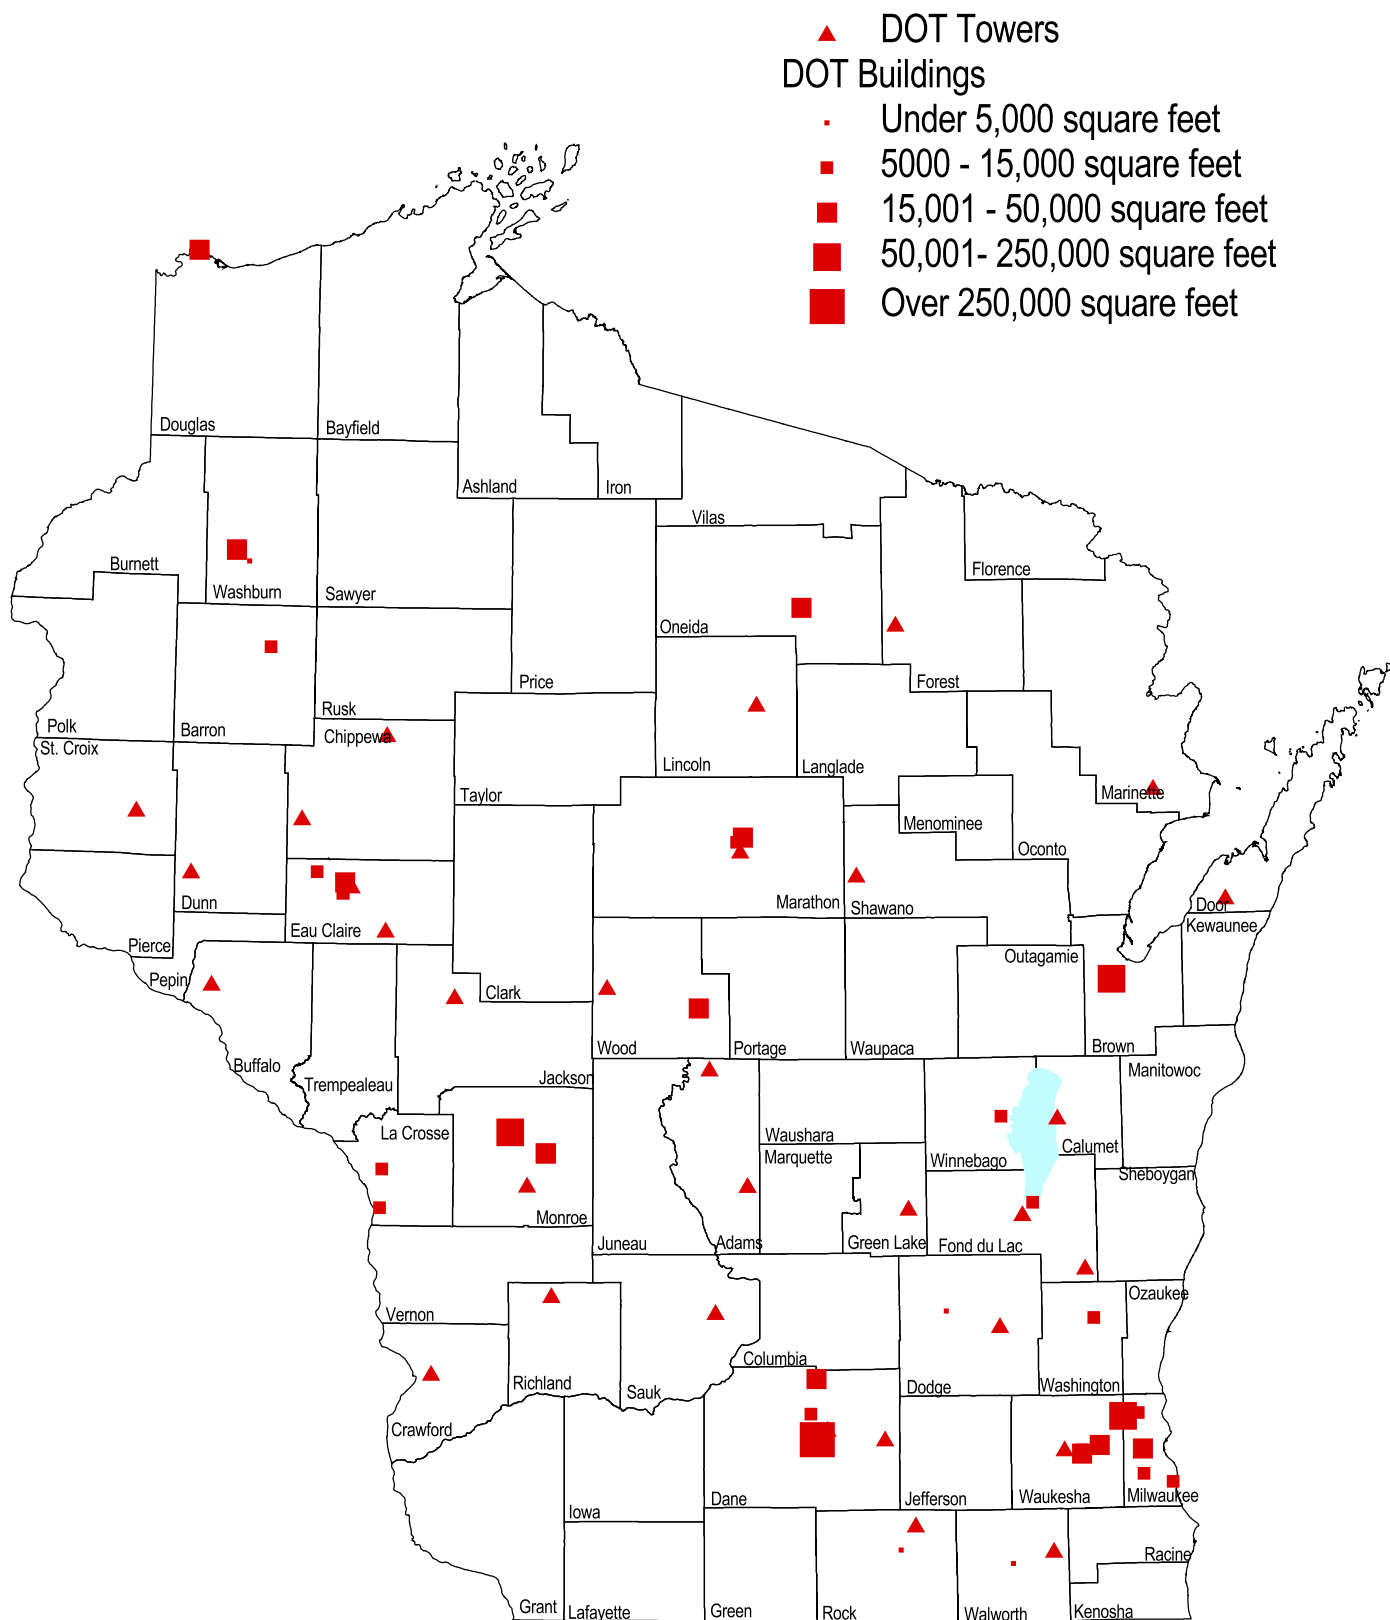 DOT Towers
DOT Buildings
Under 5,000 square feet
5000 - 15,000 square feet
15,001 - 50,000 square feet
50,001- 250,000 square feet
Over 250,000 square feet
Douglas
Bayfield
Ashland
Iron
Vilas
Burnett
Washburn
Sawyer
Florence
Oneida
Forest
Price
Rusk
Polk
Barron
Chippewa
St. Croix
Lincoln
Langlade
Taylor
Marinette
Menominee
Oconto
Dunn
Marathon
Shawano
Door
Eau Claire
Kewaunee
Pierce
Outagamie
Pepin
Clark
Wood
Portage
Waupaca
Brown
Buffalo
Trempealeau
Jackson
Manitowoc
La Crosse
Waushara
Calumet
Marquette
Winnebago
Sheboygan
Monroe
Juneau
Adams
Green Lake
Fond du Lac
Ozaukee
Vernon
Columbia
Richland
Sauk
Dodge
Washington
Crawford
Dane
Jefferson
Waukesha
Milwaukee
Iowa
Racine
Grant
Lafayette
Green
Rock
Walworth
Kenosha